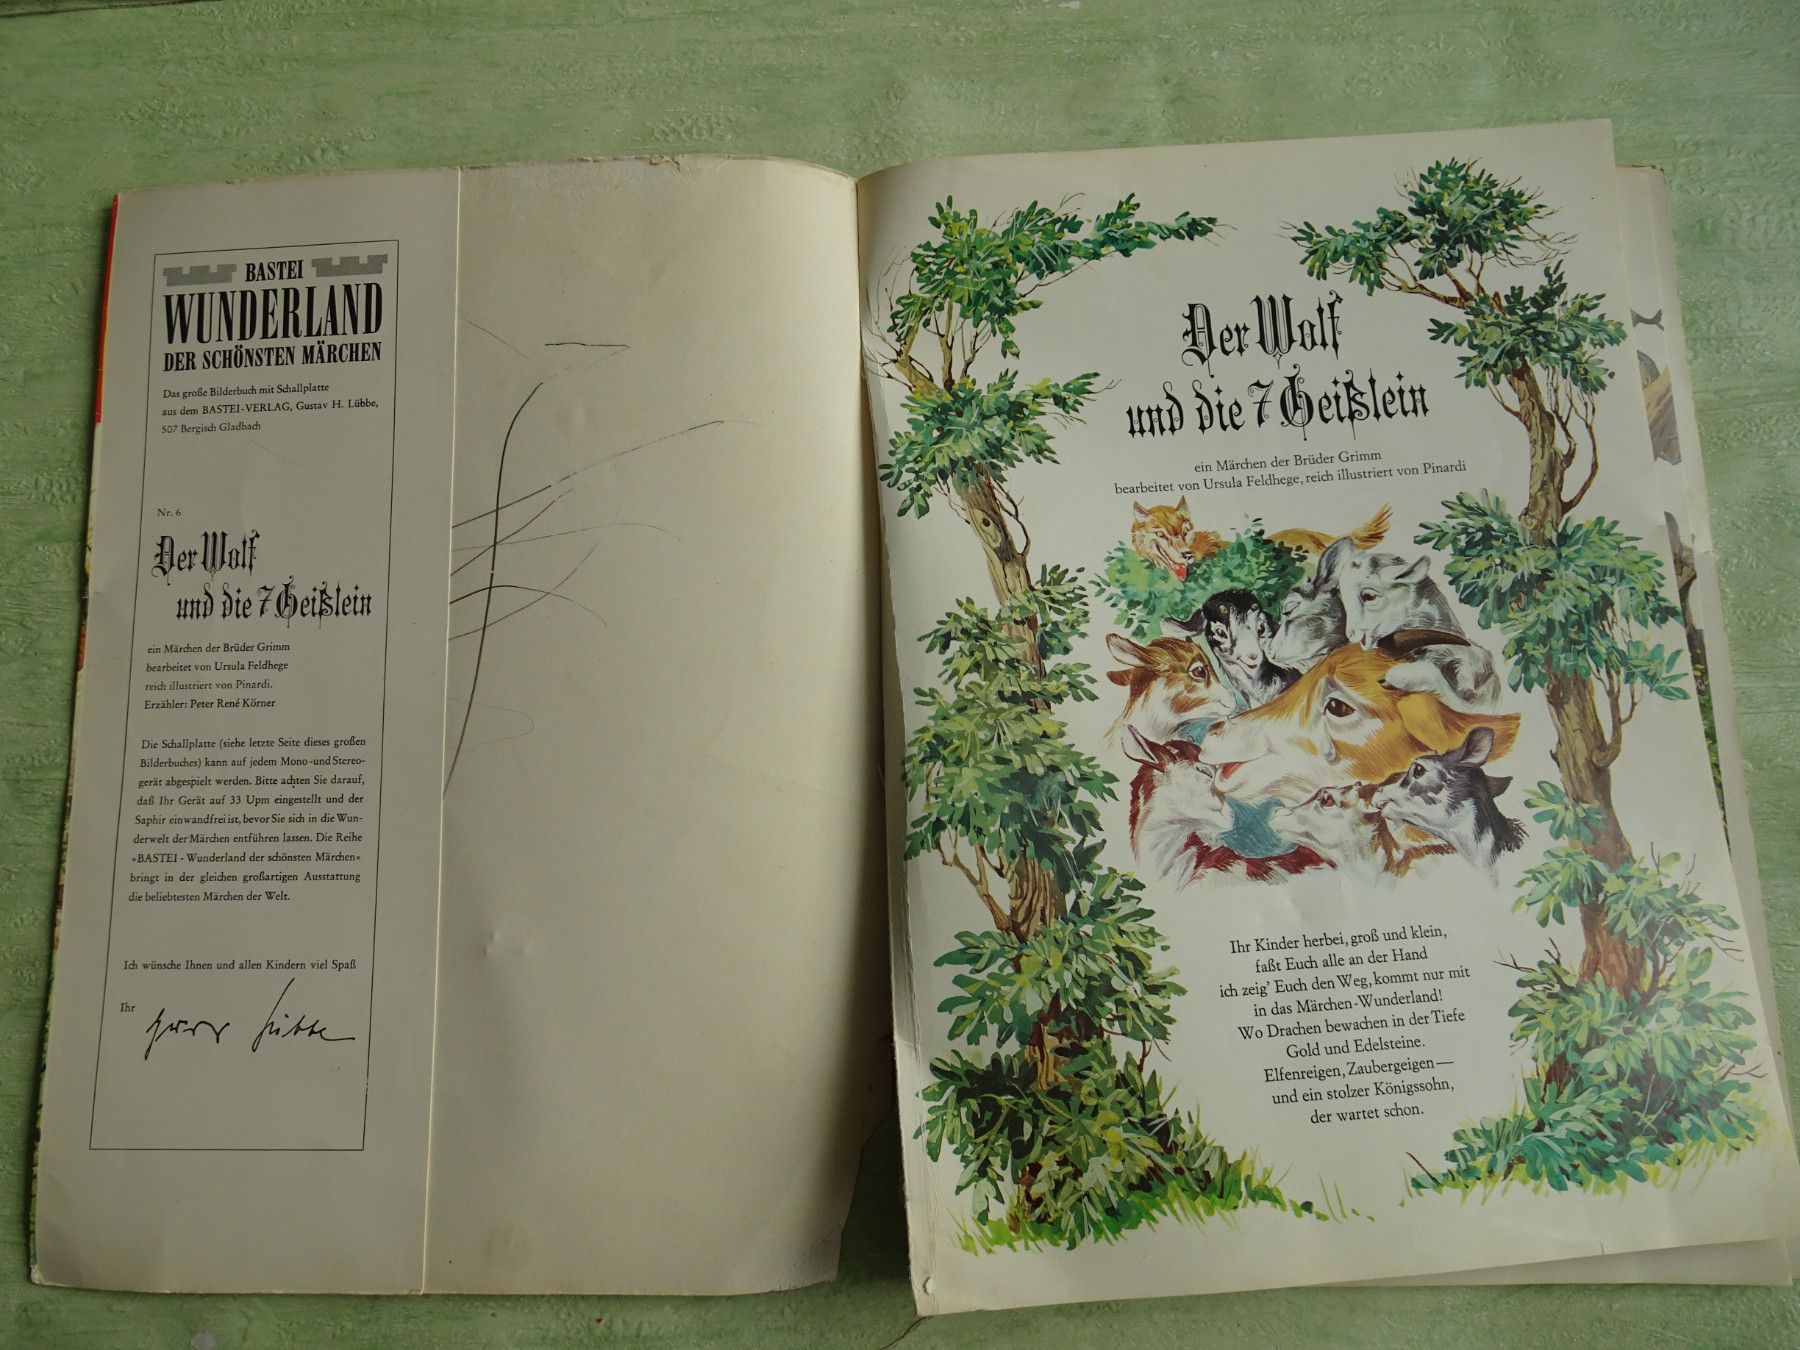 BASTEI
WUNDERLAND
DER SCHÖNSTEN MÄRCHEN
Das große Bilderbuch mit Schallplatte
aus dem BASTEI-VERLAG, Gustav H. Lübbe,
507 Bergisch Gladbach
Nr. 6
Der Wolf
und die 7 Geißlein
ein Märchen der Brüder Grimm
bearbeitet von Ursula Feldhege
reich illustriert von Pinardi.
Erzähler: Peter René Körner
Die Schallplatte (siehe letzte Seite dieses großen
Bilderbuches) kann auf jedem Mono-und Stereo-
gerät abgespielt werden. Bitte achten Sie darauf,
daß Ihr Gerät auf 33 Upm eingestellt und der
Saphir einwandfrei ist, bevor Sie sich in die Wun-
derwelt der Märchen entführen lassen. Die Reihe
»BASTEI - Wunderland der schönsten Märchen«
bringt in der gleichen großartigen Ausstattung
die beliebtesten Märchen der Welt.
Ich wünsche Ihnen und allen Kindern viel Spaß
Ihr
Lübbe
Der Wolf
und die 7 Geißlein
ein Märchen der Brüder Grimm
bearbeitet von Ursula Feldhege, reich illustriert von Pinardi
Ihr Kinder herbei, groß und klein,
faßt Euch alle an der Hand
ich zeig' Euch den Weg, kommt nur mit
in das Märchen-Wunderland!
Wo Drachen bewachen in der Tiefe
Gold und Edelsteine.
Elfenreigen, Zaubergeigen—
und ein stolzer Königssohn,
der wartet schon.